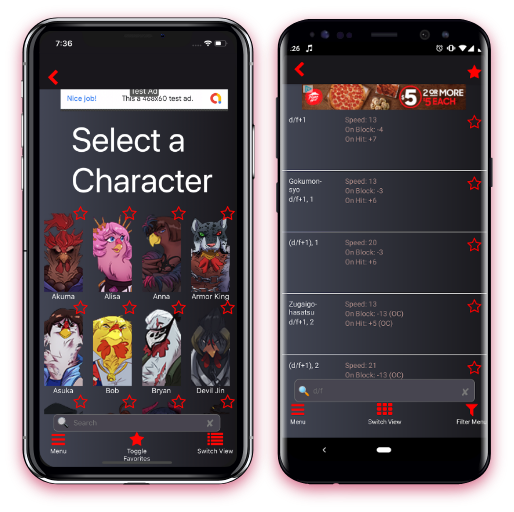 7:36
Test Ad
Nice job!
This a 468x60 test ad.
Select a
Character
Akuma
Alisa
Anna
Armor King
Asuka
Bob
Bryan
Devil Jin
Search
Menu
Toggle
Favorites
Switch View
:26
$5
2 OR MORE
$5 EACH
d/f+1
Speed: 13
On Block: -4
On Hit: +7
Gokumon-
syo
d/f+1, 1
Speed: 13
On Block: -3
On Hit: +6
(d/f+1), 1
Speed: 20
On Block: -3
On Hit: +6
Zugaigo-
hasatsu
d/f+1, 2
Speed: 13
On Block: -13 (OC)
On Hit: +5 (OC)
(d/f+1), 2
Speed: 21
On Block: -13 (OC)
d/f
Menu
Switch View
Filter Menu